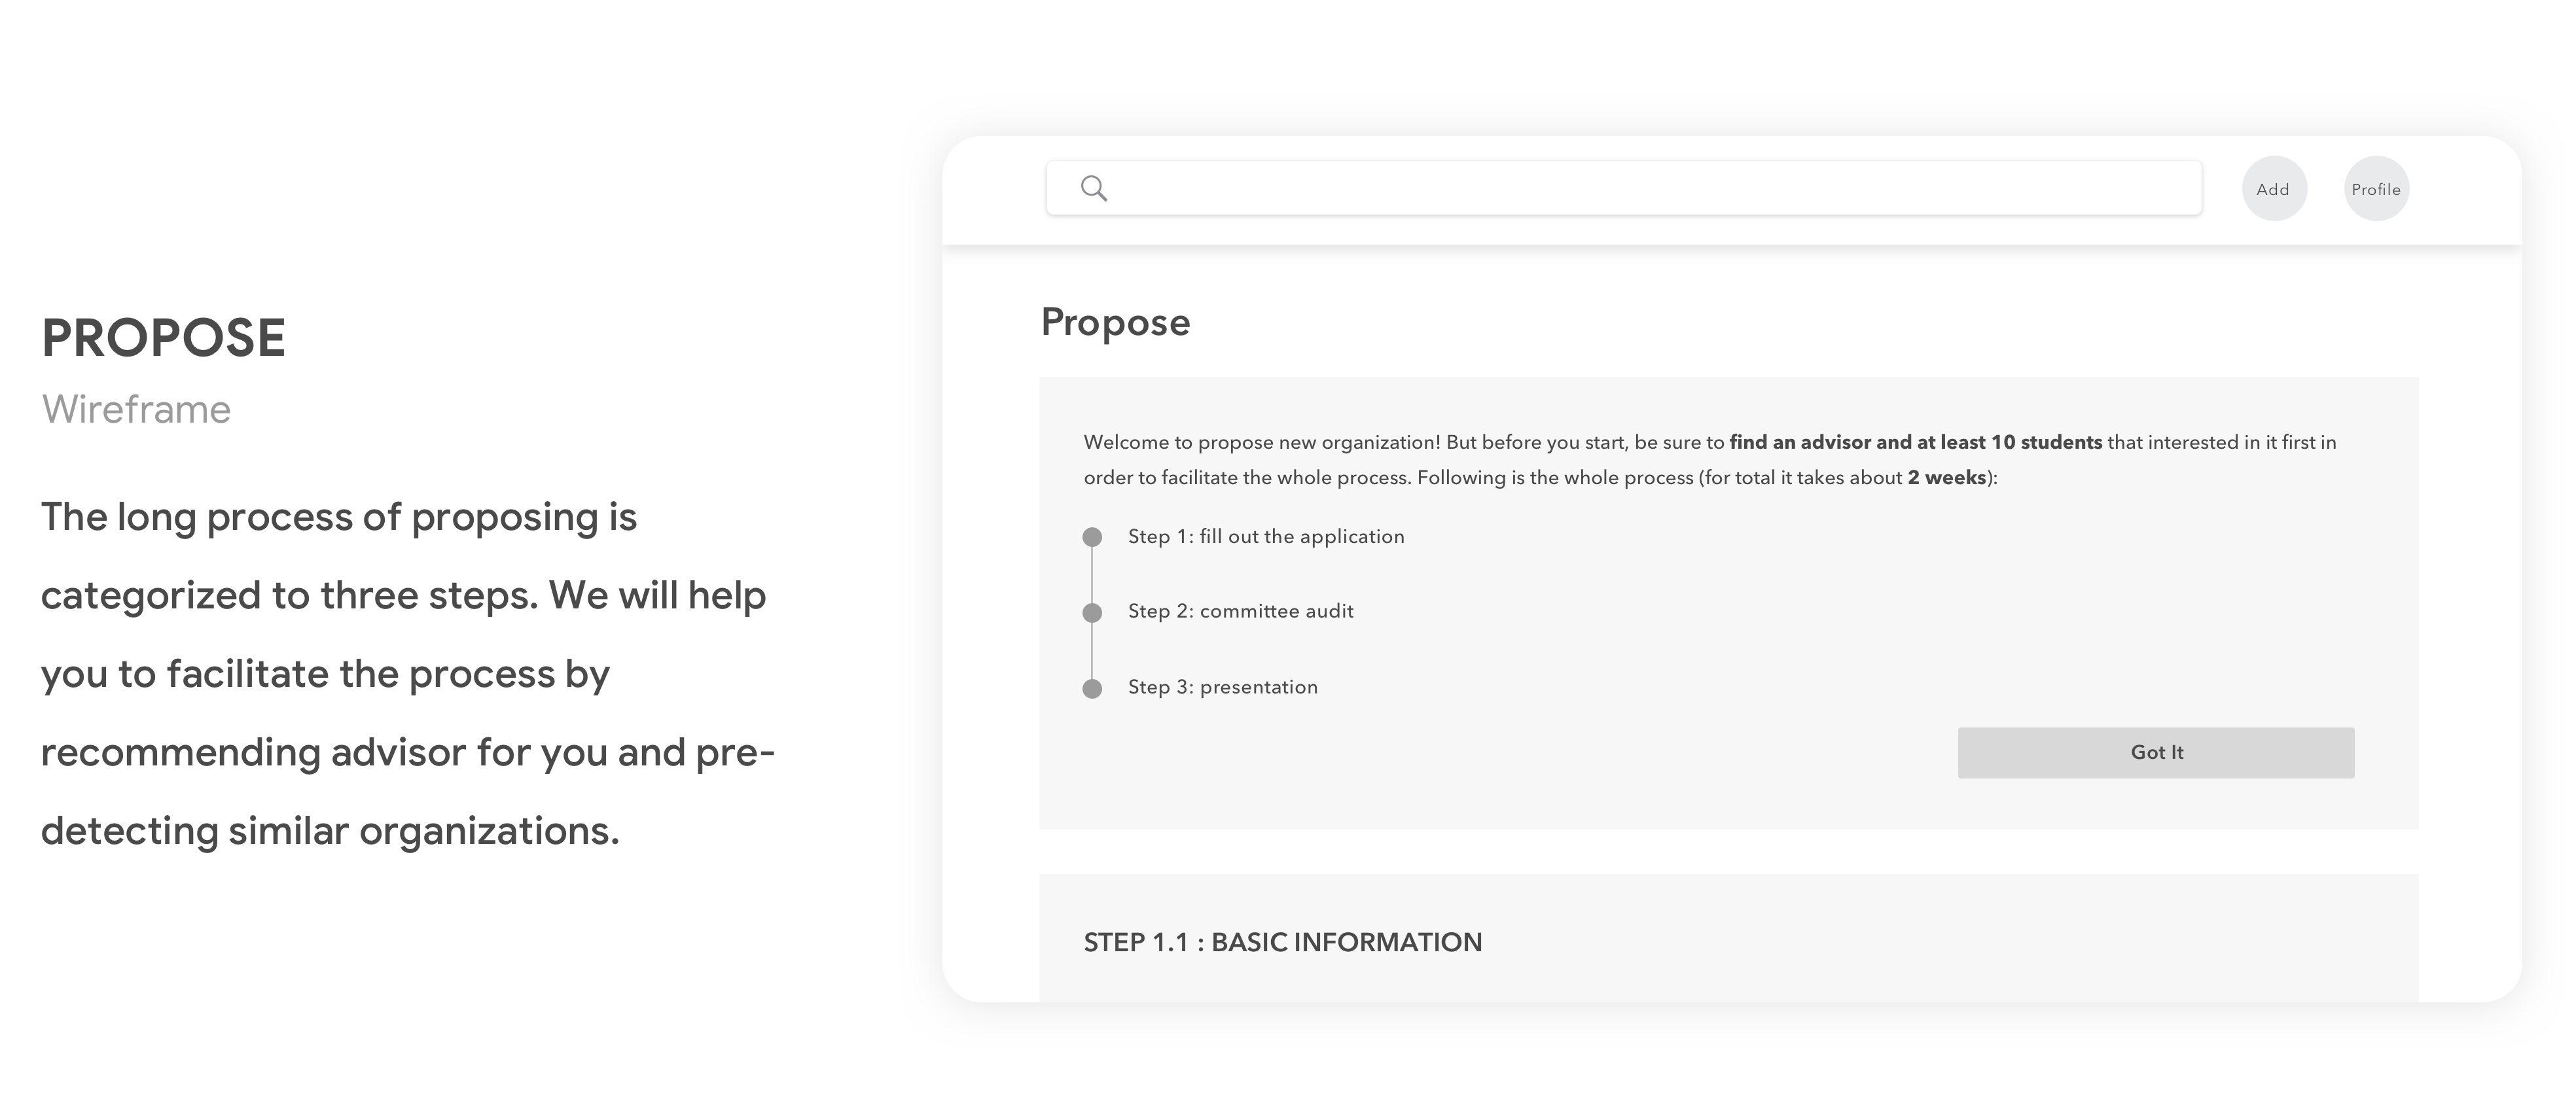 PROPOSE
Wireframe
The long process of proposing is
categorized to three steps. We will help
you to facilitate the process by
recommending advisor for you and pre-
detecting similar organizations.
Add
Profile
Propose
Welcome to propose new organization! But before you start, be sure to find an advisor and at least 10 students that interested in it first in
order to facilitate the whole process. Following is the whole process (for total it takes about 2 weeks):
Step 1: fill out the application
Step 2: committee audit
Step 3: presentation
Got It
STEP 1.1 : BASIC INFORMATION